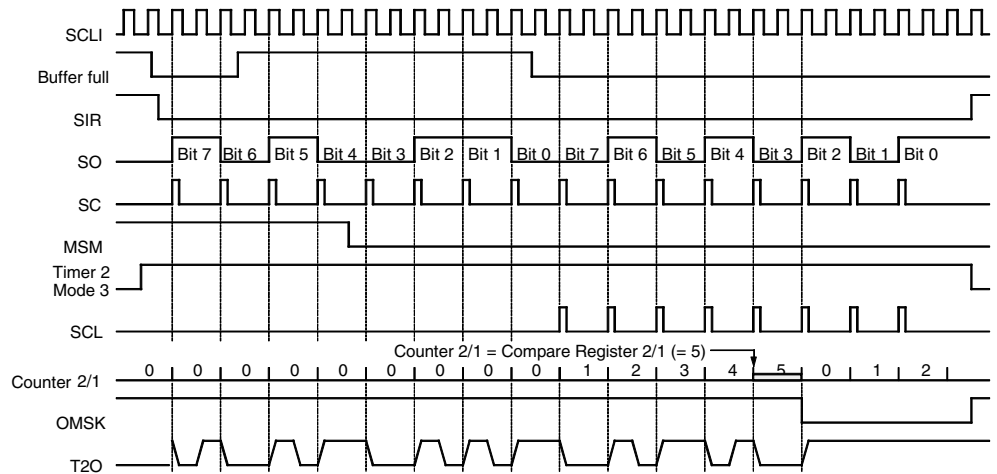 SCLI
Buffer full
SIR
SO Bit 7 Bit 6 Bit 5 Bit 4 Bit 3 Bit 2 Bit 1 Bit 0 Bit 7 Bit 6 Bit 5 Bit 4 Bit 3 Bit 2 Bit 1 Bit 0
SC
MSM
Timer 2
Mode 3
SCL
Counter 2/1 = Compare Register 2/1 (= 5)
Counter 2/1 0 0 0 0 0 0 0 0 0 1 2 3 4 5 0 1 2
OMSK
T2O